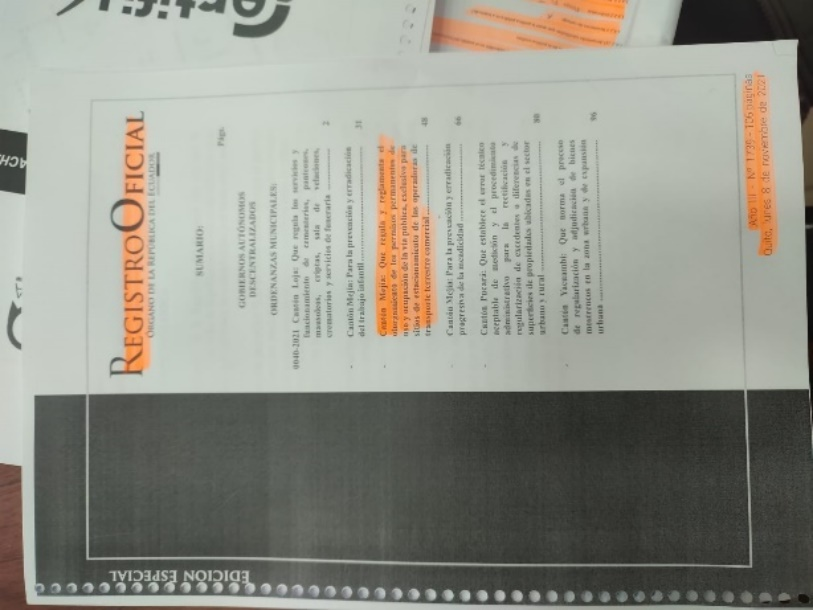 REGISTRO OFICIAL
ÓRGANO DE LA REPÚBLICA DEL ECUADOR
SUMARIO:
Págs.
GOBIERNOS AUTÓNOMOS
DESCENTRALIZADOS
ORDENANZAS MUNICIPALES:
0040-2021 Cantón Loja: Que regula los servicios y
funcionamiento de cementerios, panteones,
mausoleos, criptas, sala de velaciones,
crematorios y servicios de funeraria 2
- Cantón Mejía: Para la prevención y erradicación
del trabajo infantil 31
- Cantón Mejía: Que regula y reglamenta el
otorgamiento de los permisos permanentes de
uso y ocupación de la vía pública, exclusivo para
sitios de estacionamiento de las operadoras de
transporte terrestre comercial 48
- Cantón Mejía: Para la prevención y erradicación
progresiva de la mendicidad 66
- Cantón Pucará: Que establece el error técnico
aceptable de medición y el procedimiento
administrativo para la rectificación y
regularización de excedentes o diferencias de
superficies de propiedades ubicadas en el sector
urbano y rural 80
- Cantón Yacuambi: Que norma el proceso
de regularización y adjudicación de bienes
mostrencos en la zona urbana y de expansión
urbana 96
Año III - Nº 1739 - 106 páginas
Quito, lunes 8 de noviembre de 2021
EDICIÓN ESPECIAL